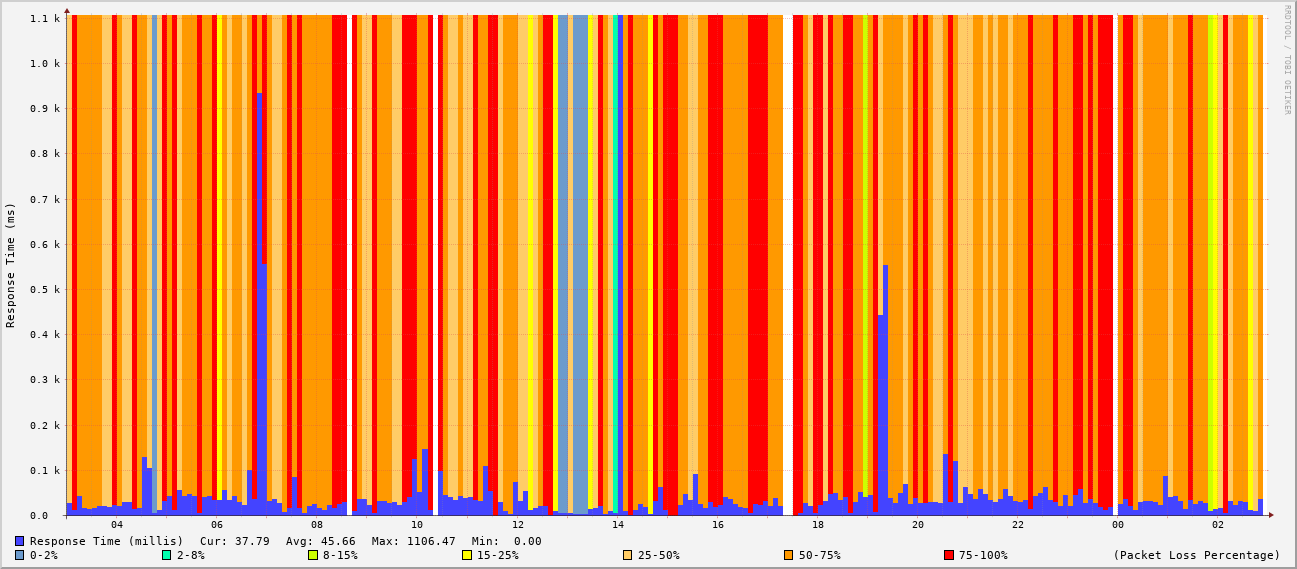 RRDTOOL / TOBI OETIKER
Response Time (ms)
1.1 k
1.0 k
0.9 k
0.8 k
0.7 k
0.6 k
0.5 k
0.4 k
0.3 k
0.2 k
0.1 k
0.0
04 06 08 10 12 14 16 18 20 22 00 02
Response Time (millis) Cur: 37.79 Avg: 45.66 Max: 1106.47 Min: 0.00
0-2% 2-8% 8-15% 15-25% 25-50% 50-75% 75-100% (Packet Loss Percentage)